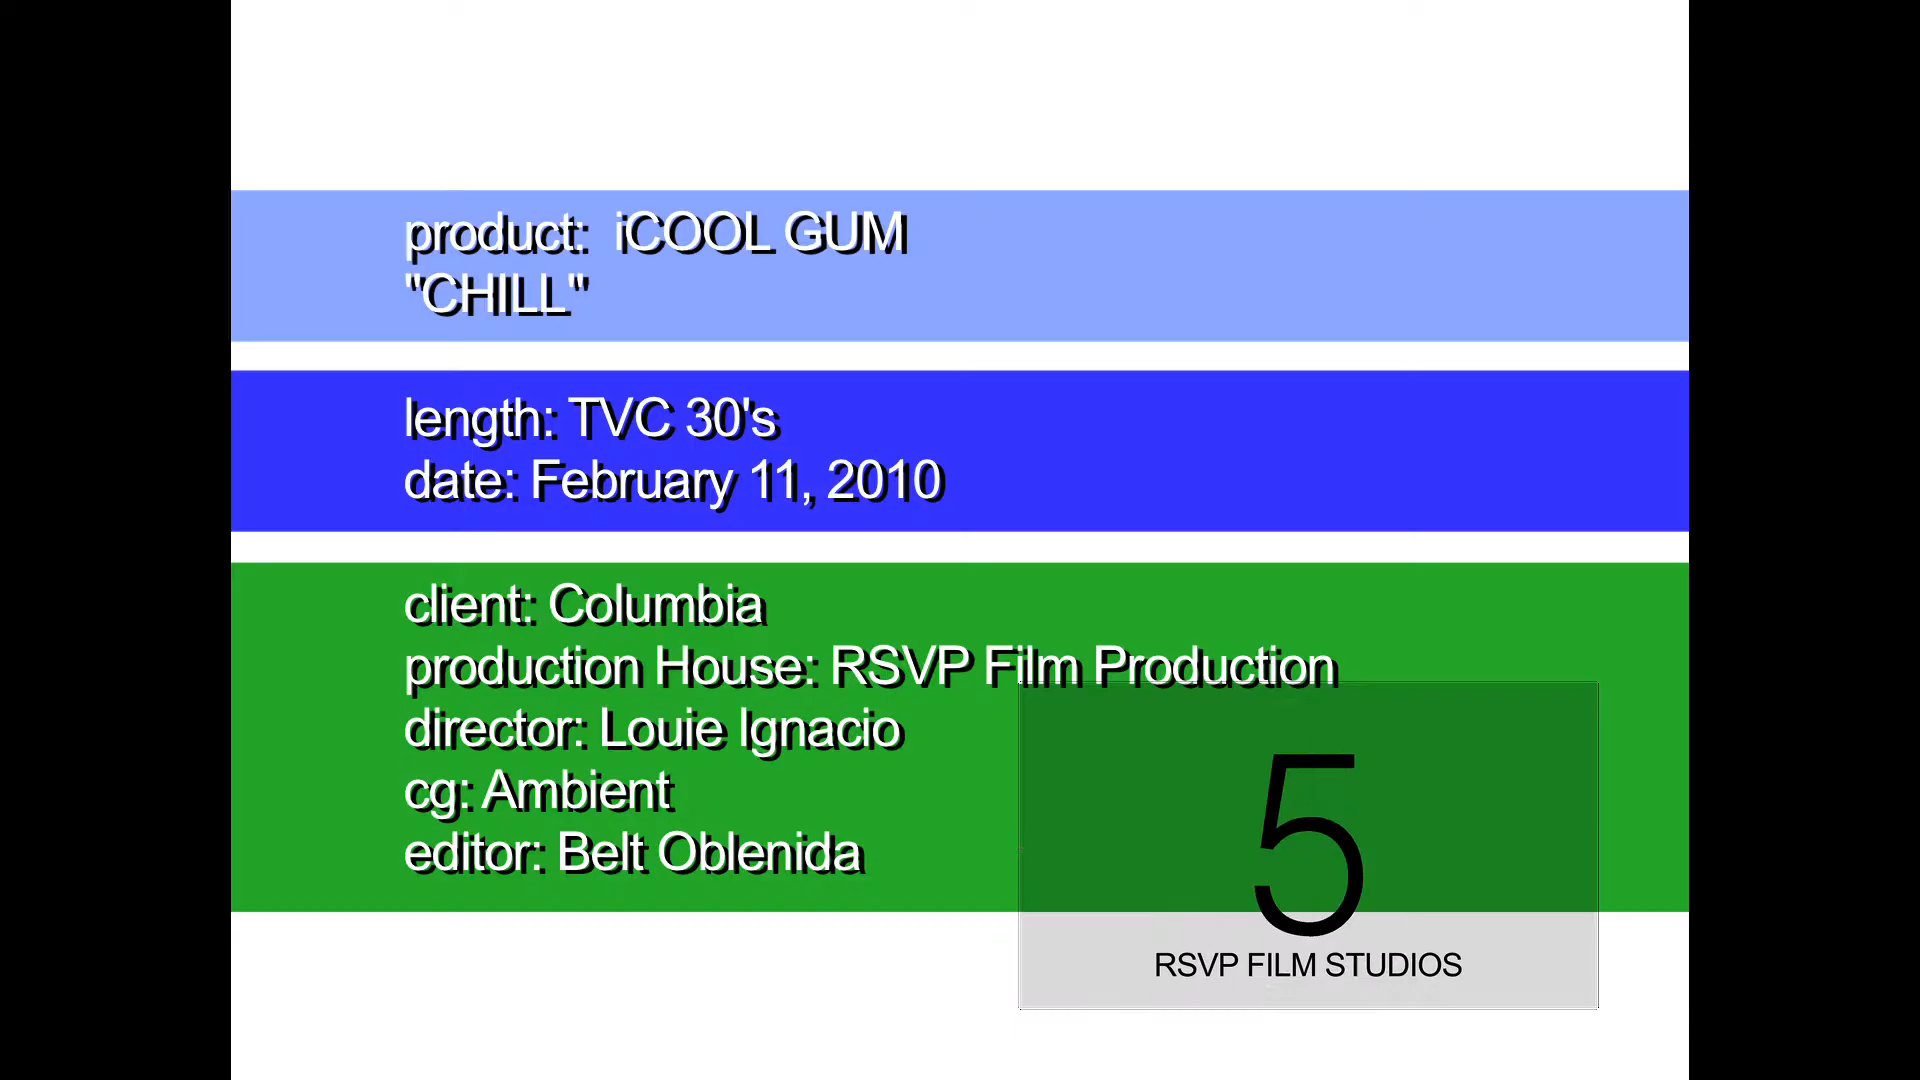 product: iCOOL GUM
"CHILL"
length: TVC 30's
date: February 11, 2010
client: Columbia
production House: RSVP Film Production
director: Louie Ignacio
cg: Ambient
editor: Belt Oblenida
5
RSVP FILM STUDIOS